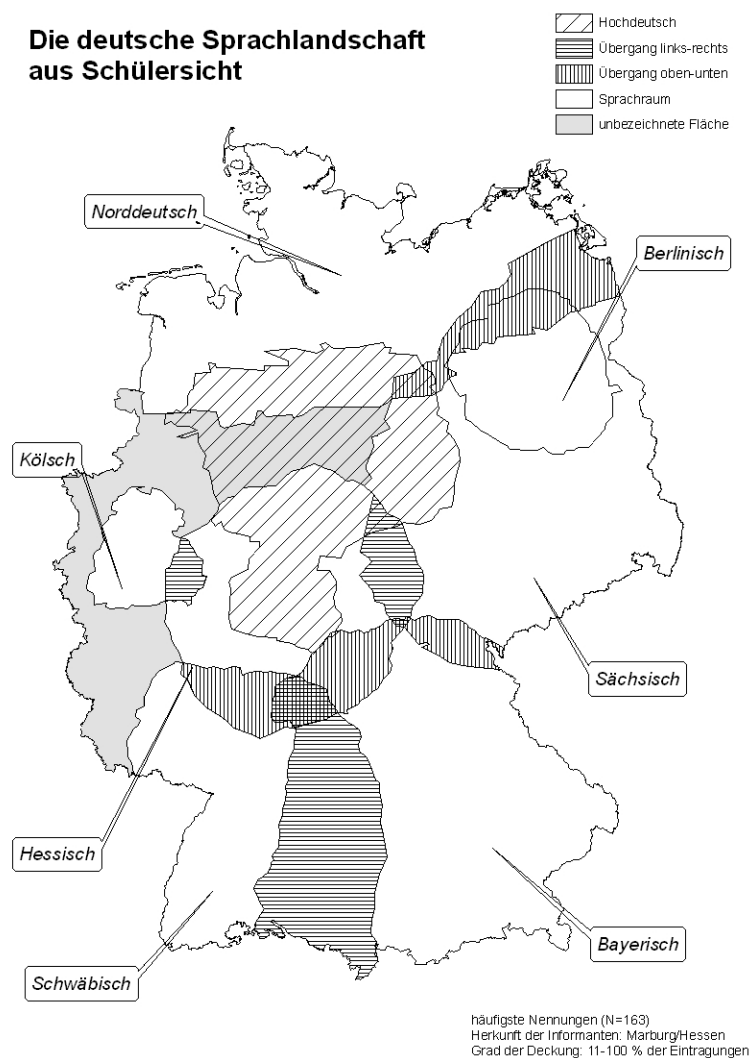 Die deutsche Sprachlandschaft
aus Schülersicht
Hochdeutsch
Übergang links-rechts
Übergang oben-unten
Sprachraum
unbezeichnete Fläche
Norddeutsch
Berlinisch
Kölsch
Sächsisch
Hessisch
Bayerisch
Schwäbisch
häufigste Nennungen (N=163)
Herkunft der Informanten: Marburg/Hessen
Grad der Deckung: 11-100 % der Eintragungen